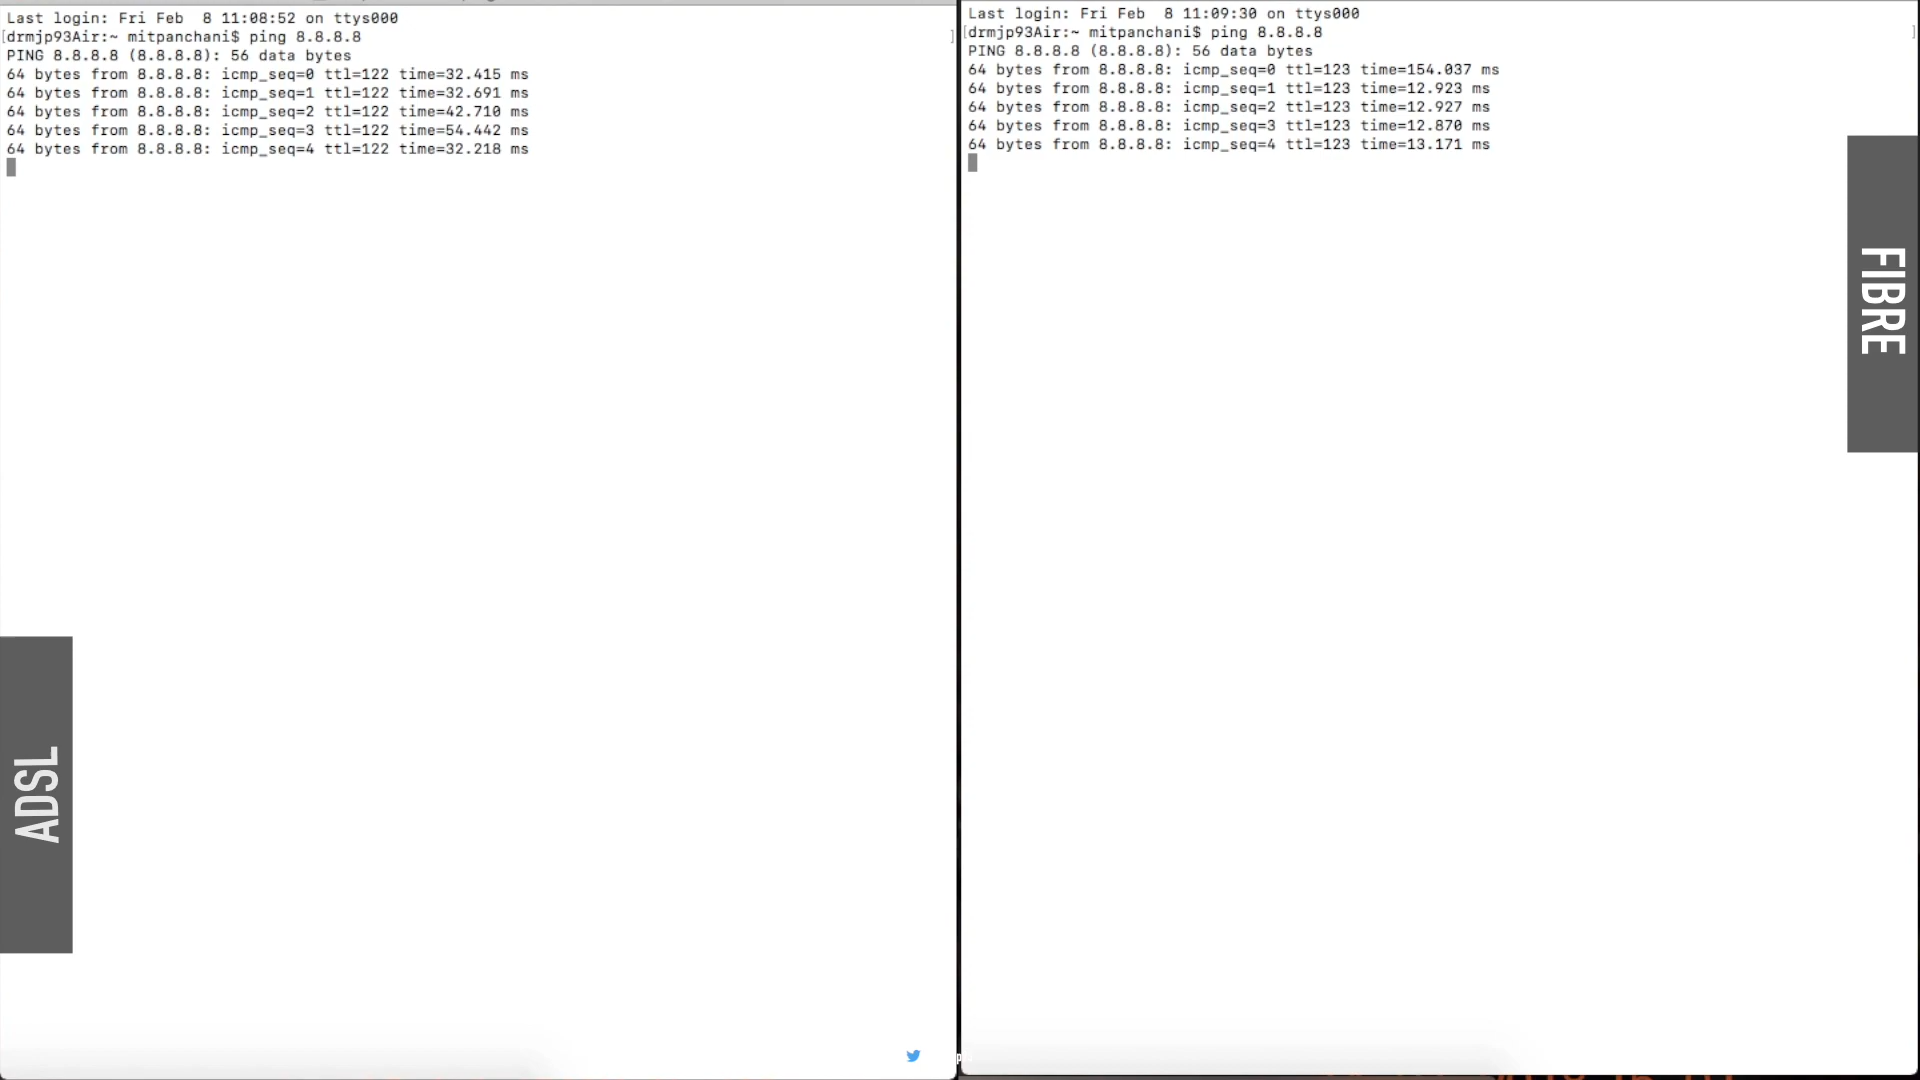 Last login: Fri Feb  8 11:08:52 on ttys000
[drmjp93Air:~ mitpanchani$ ping 8.8.8.8 ]
PING 8.8.8.8 (8.8.8.8): 56 data bytes
64 bytes from 8.8.8.8: icmp_seq=0 ttl=122 time=32.415 ms
64 bytes from 8.8.8.8: icmp_seq=1 ttl=122 time=32.691 ms
64 bytes from 8.8.8.8: icmp_seq=2 ttl=122 time=42.710 ms
64 bytes from 8.8.8.8: icmp_seq=3 ttl=122 time=54.442 ms
64 bytes from 8.8.8.8: icmp_seq=4 ttl=122 time=32.218 ms
ADSL
Last login: Fri Feb  8 11:09:30 on ttys000
[drmjp93Air:~ mitpanchani$ ping 8.8.8.8 ]
PING 8.8.8.8 (8.8.8.8): 56 data bytes
64 bytes from 8.8.8.8: icmp_seq=0 ttl=123 time=154.037 ms
64 bytes from 8.8.8.8: icmp_seq=1 ttl=123 time=12.923 ms
64 bytes from 8.8.8.8: icmp_seq=2 ttl=123 time=12.927 ms
64 bytes from 8.8.8.8: icmp_seq=3 ttl=123 time=12.870 ms
64 bytes from 8.8.8.8: icmp_seq=4 ttl=123 time=13.171 ms
FIBRE